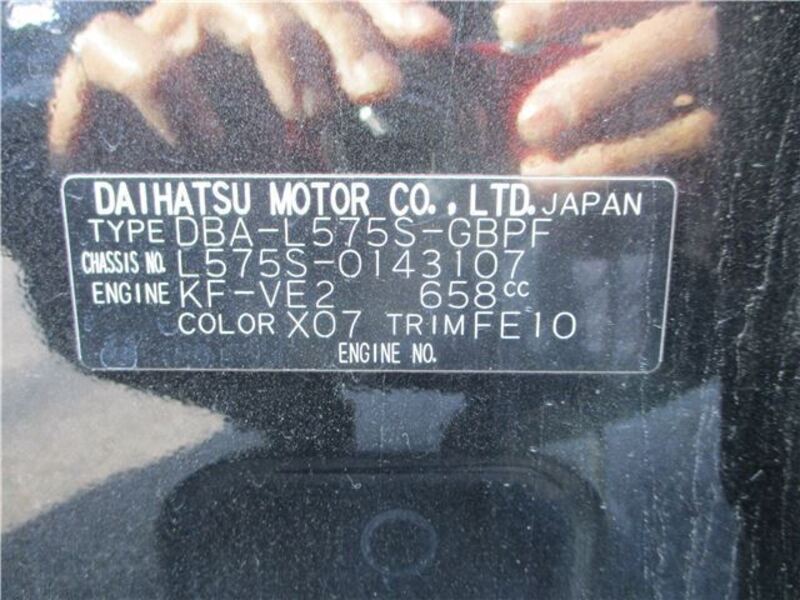 DAIHATSU MOTOR CO., LTD. JAPAN
TYPE DBA-L575S-GBPF
CHASSIS NO. L575S-0143107
ENGINE KF-VE2 658cc
COLOR X07 TRIM FE10
ENGINE NO.